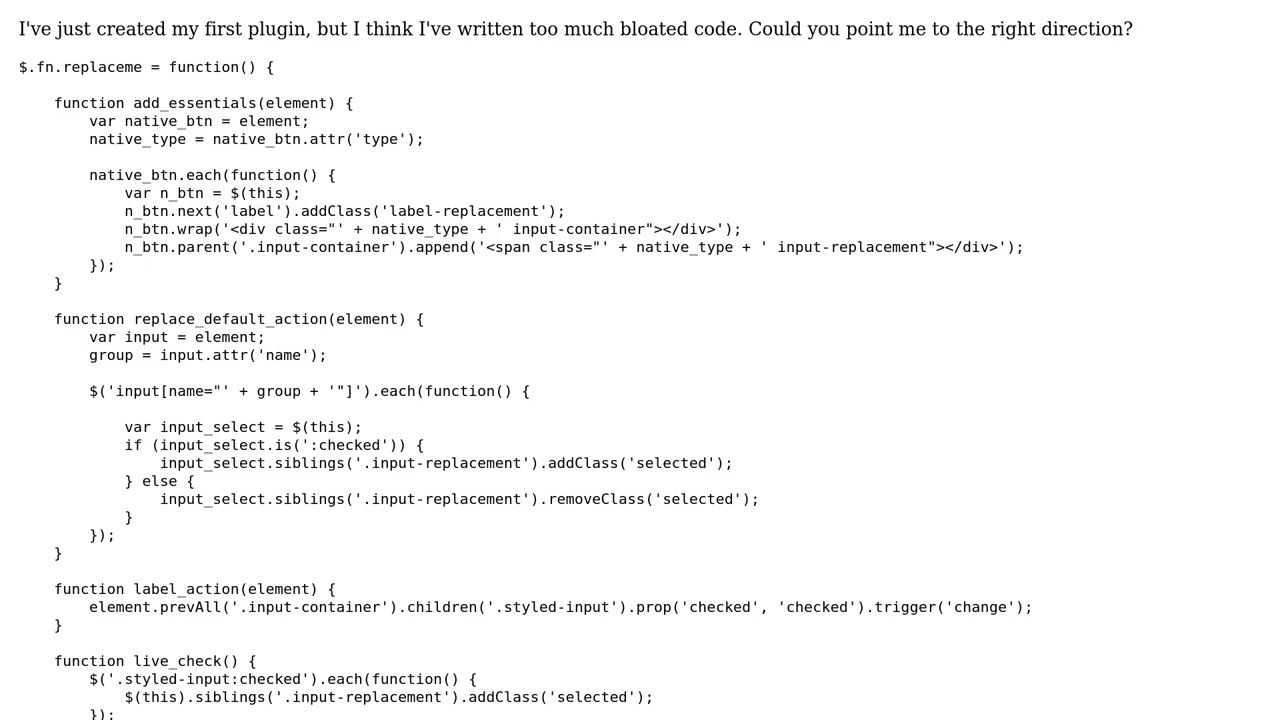 I've just created my first plugin, but I think I've written too much bloated code. Could you point me to the right direction?
$.fn.replaceme = function() {
function add_essentials(element) {
var native_btn = element;
native_type = native_btn.attr('type');
native_btn.each(function() {
var n_btn = $(this);
n_btn.next('label').addClass('label-replacement');
n_btn.wrap('<div class="' + native_type + ' input-container"></div>');
n_btn.parent('.input-container').append('<span class="' + native_type + ' input-replacement"></div>');
});
}
function replace_default_action(element) {
var input = element;
group = input.attr('name');
$('input[name="' + group + '"]').each(function() {
var input_select = $(this);
if (input_select.is(':checked')) {
input_select.siblings('.input-replacement').addClass('selected');
} else {
input_select.siblings('.input-replacement').removeClass('selected');
}
});
}
function label_action(element) {
element.prevAll('.input-container').children('.styled-input').prop('checked', 'checked').trigger('change');
}
function live_check() {
$('.styled-input:checked').each(function() {
$(this).siblings('.input-replacement').addClass('selected');
});